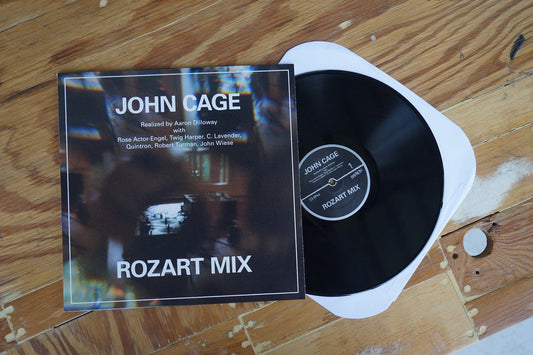 JOHN CAGE
Realized by Aaron Dilloway
with
Rose Actor-Engel, Twig Harper, C. Lavender,
Quintron, Robert Turman, John Wiese
ROZART MIX
JOHN CAGE
1
ROZART MIX